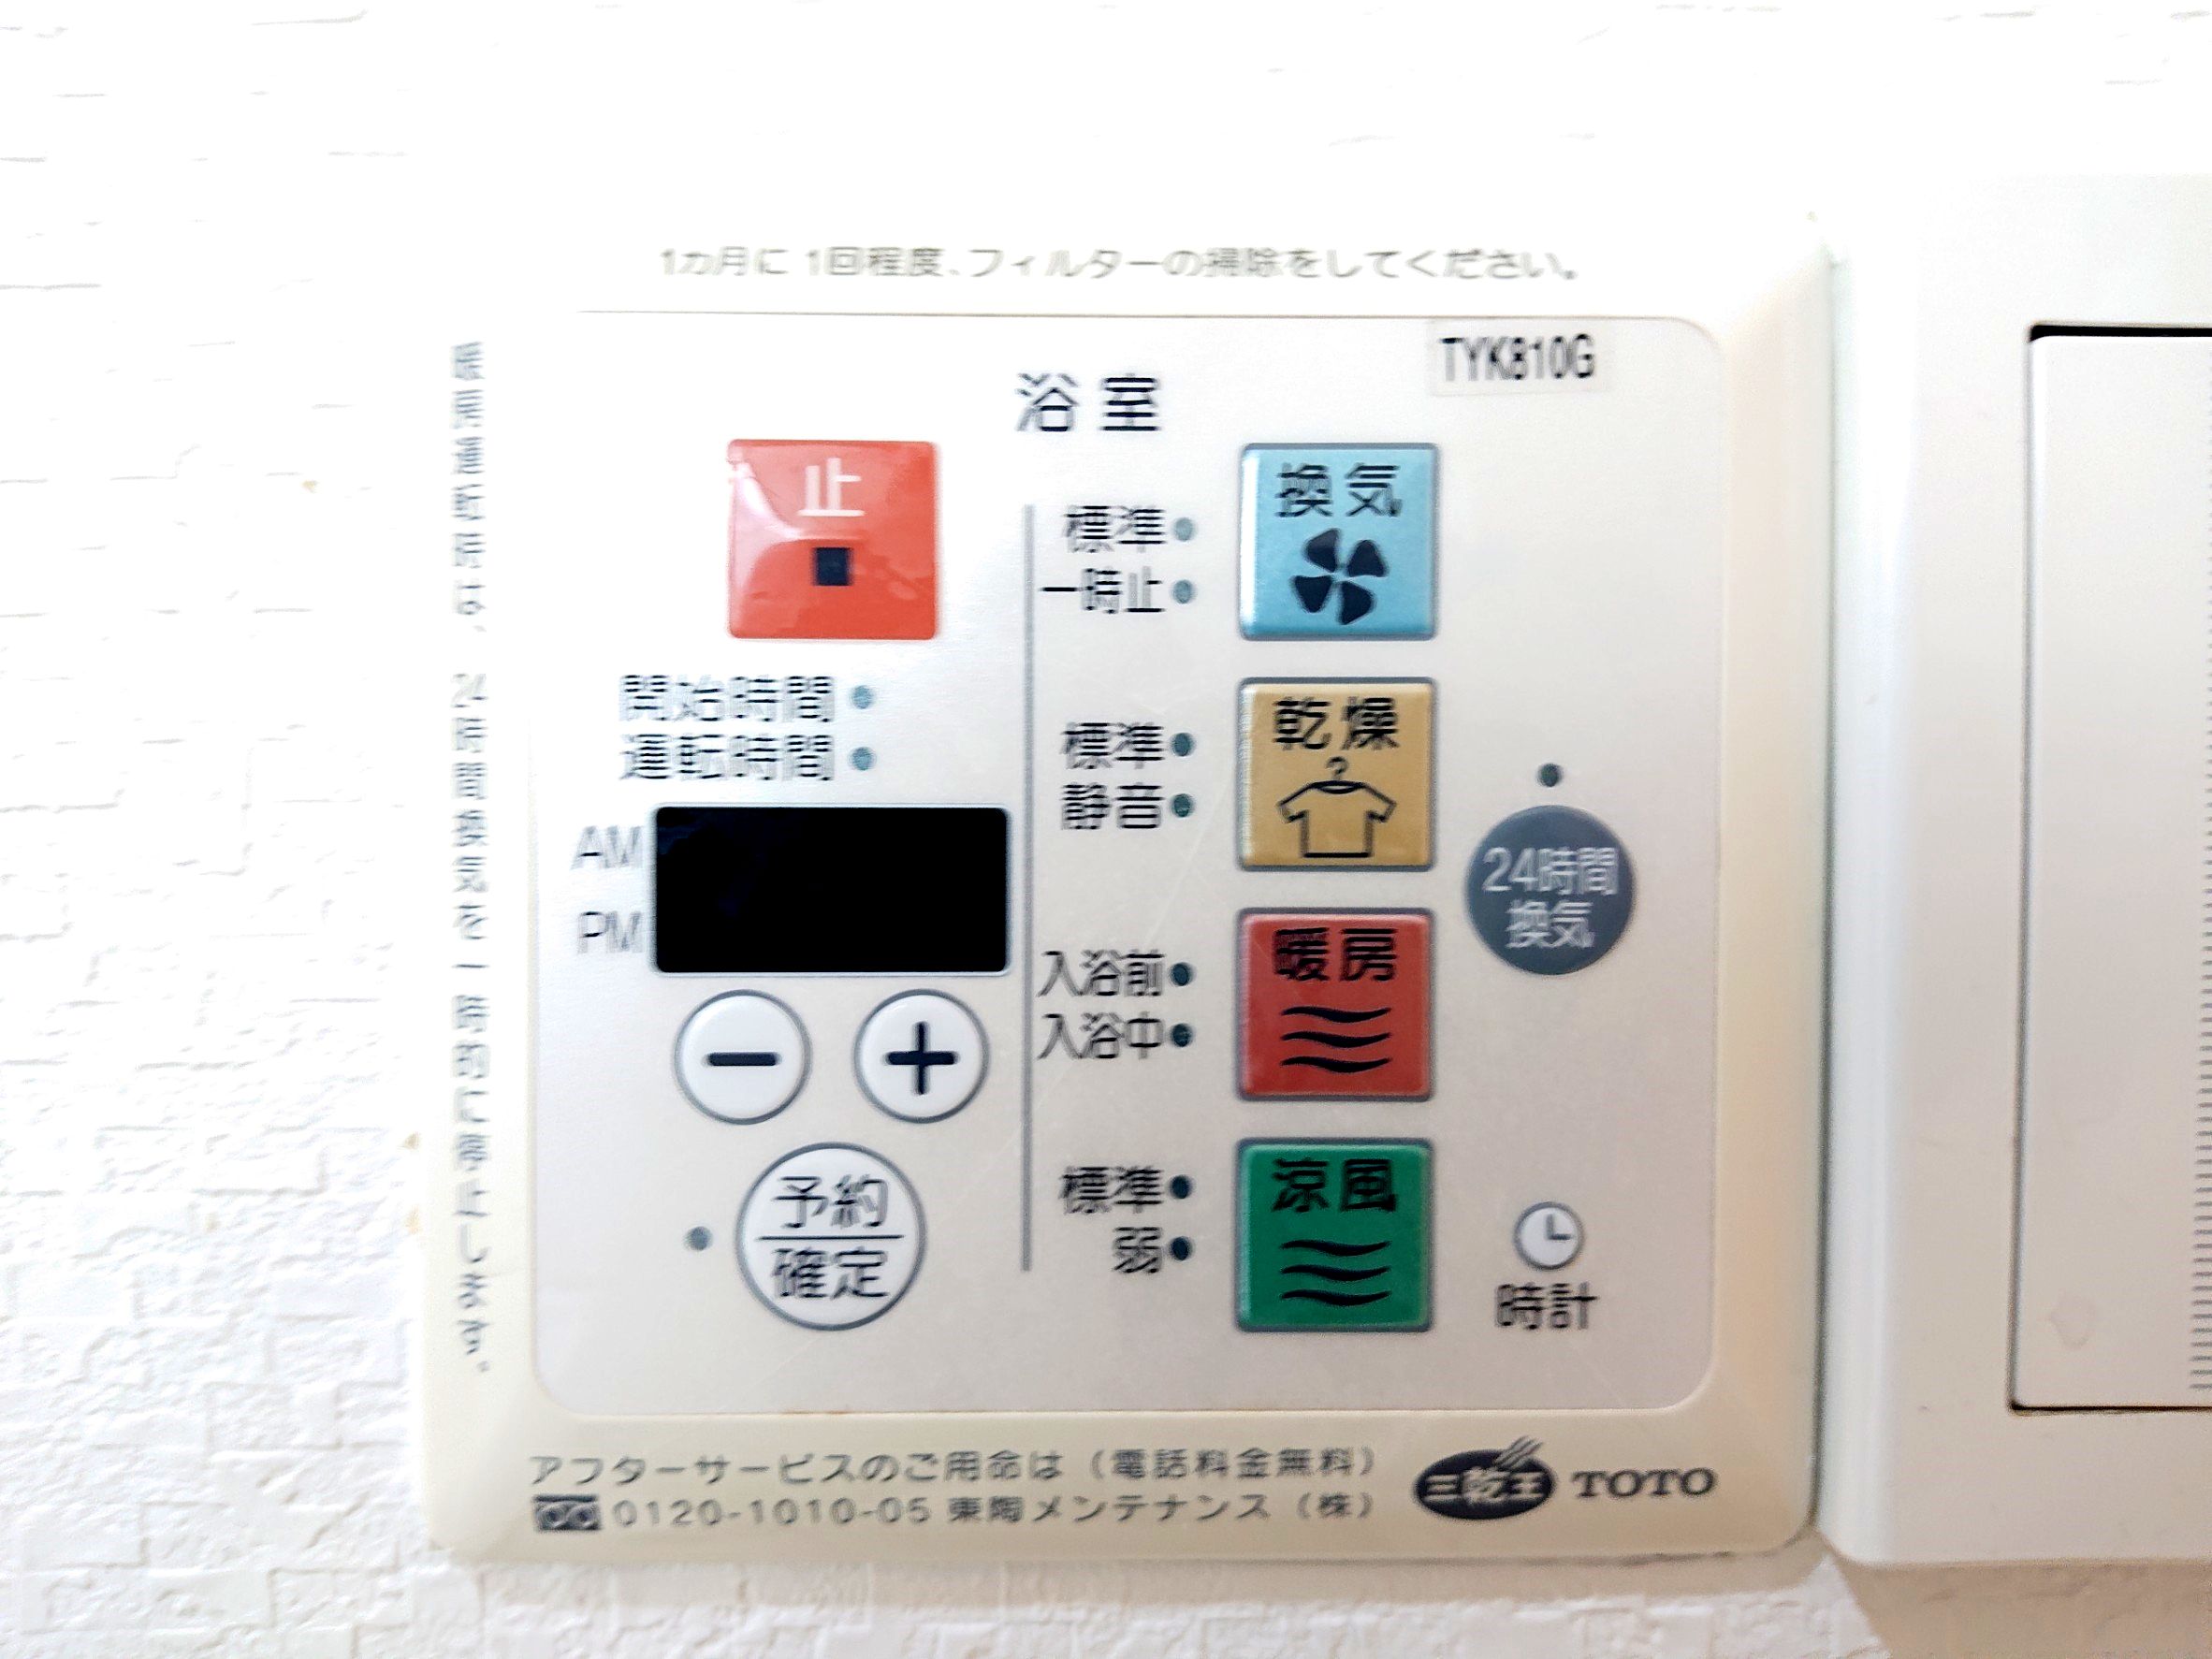 1カ月に 1回程度、フィルターの掃除をしてください。
暖房運転時は、24時間換気を一時的に停止します。
TYK810G
浴室
止
換気
標準
一時止
開始時間
運転時間
乾燥
標準
静音
AM
PM
24時間
換気
暖房
入浴前
入浴中
−
+
予約
確定
涼風
標準
弱
時計
アフターサービスのご用命は（電話料金無料）
0120-1010-05 東陶メンテナンス（株）
三乾王
TOTO